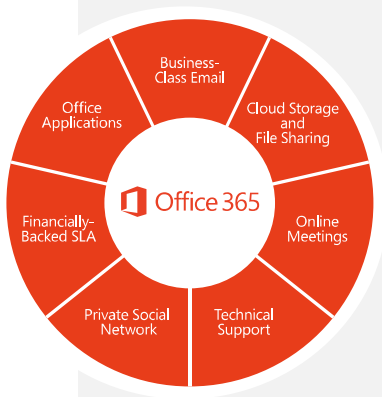 Business-
Class Email
Cloud Storage
and
File Sharing
Online
Meetings
Technical
Support
Private Social
Network
Financially-
Backed SLA
Office
Applications
Office 365